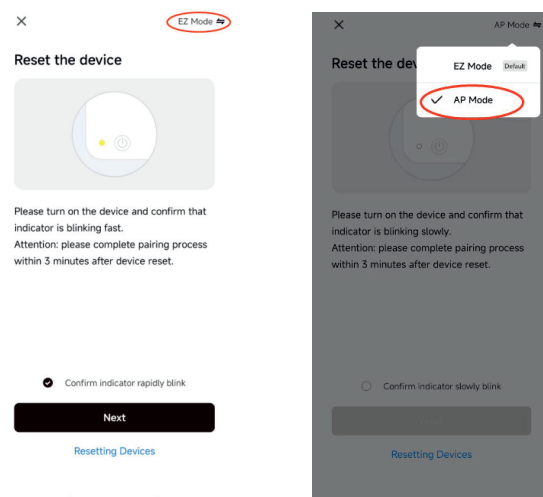 EZ Mode
Reset the device
Please turn on the device and confirm that
indicator is blinking fast.
Attention: please complete pairing process
within 3 minutes after device reset.
Confirm indicator rapidly blink
Next
Resetting Devices
AP Mode
Reset the dev
EZ Mode Default
AP Mode
Please turn on the device and confirm that
indicator is blinking slowly.
Attention: please complete pairing process
within 3 minutes after device reset.
Confirm indicator slowly blink
Resetting Devices